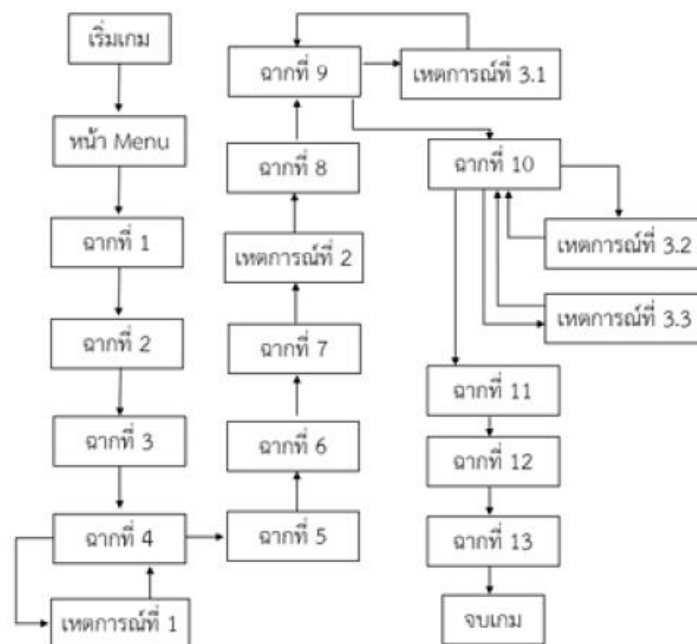 เริ่มเกม
หน้า Menu
ฉากที่ 1
ฉากที่ 2
ฉากที่ 3
ฉากที่ 4
เหตการณ์ที่ 1
ฉากที่ 5
ฉากที่ 6
ฉากที่ 7
เหตการณ์ที่ 2
ฉากที่ 8
ฉากที่ 9
เหตการณ์ที่ 3.1
ฉากที่ 10
เหตการณ์ที่ 3.2
เหตการณ์ที่ 3.3
ฉากที่ 11
ฉากที่ 12
ฉากที่ 13
จบเกม